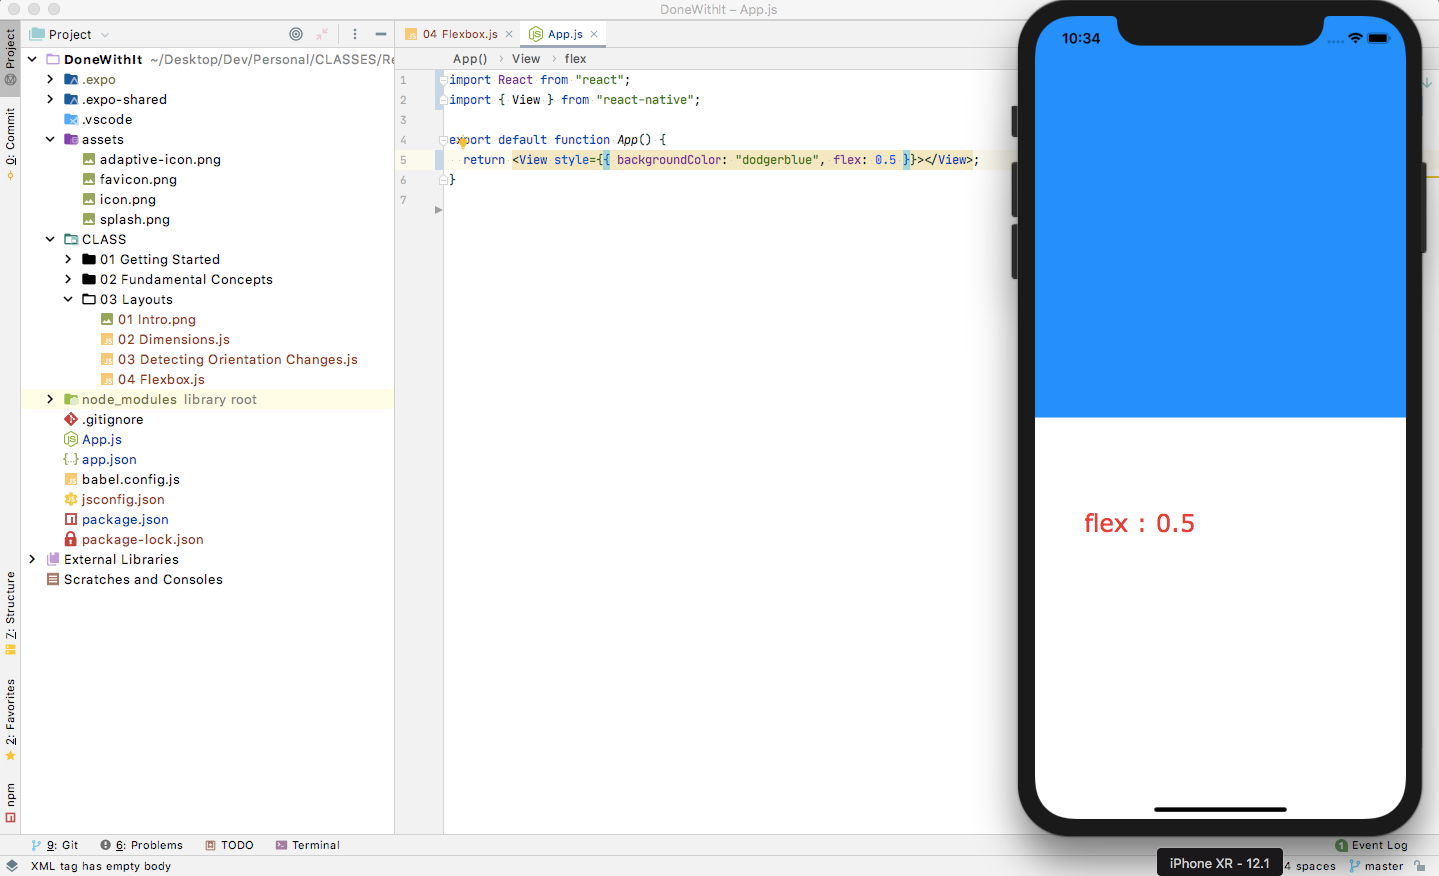 DoneWithIt – App.js
Project
04 Flexbox.js
App.js
App() › View › flex
DoneWithIt ~/Desktop/Dev/Personal/CLASSES/Re
.expo
.expo-shared
.vscode
assets
adaptive-icon.png
favicon.png
icon.png
splash.png
CLASS
01 Getting Started
02 Fundamental Concepts
03 Layouts
01 Intro.png
02 Dimensions.js
03 Detecting Orientation Changes.js
04 Flexbox.js
node_modules library root
.gitignore
App.js
app.json
babel.config.js
jsconfig.json
package.json
package-lock.json
External Libraries
Scratches and Consoles
Project
0: Commit
7: Structure
2: Favorites
npm
1 import React from "react";
2 import { View } from "react-native";
3
4 export default function App() {
5 return <View style={{ backgroundColor: "dodgerblue", flex: 0.5 }}></View>;
6 }
7
10:34
flex : 0.5
9: Git
6: Problems
TODO
Terminal
1 Event Log
XML tag has empty body
iPhone XR - 12.1
4 spaces
master